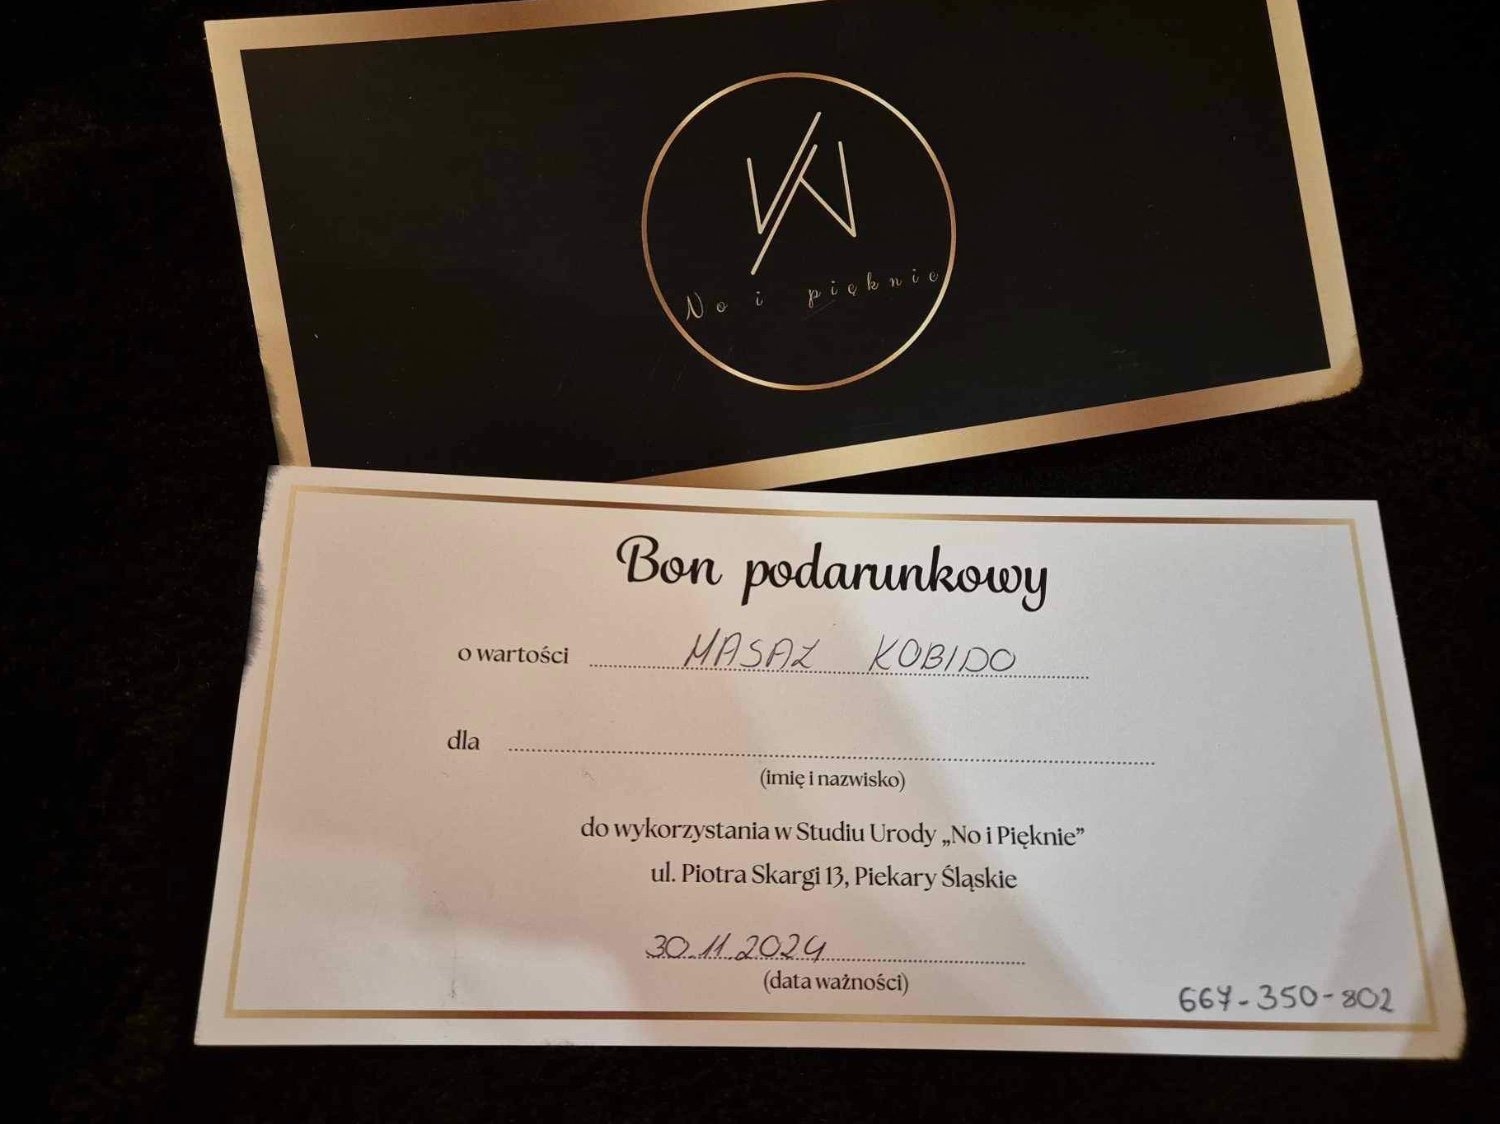 No i pięknie
Bon podarunkowy
o wartości MASAŻ KOBIDO
dla
(imię i nazwisko)
do wykorzystania w Studiu Urody „No i Pięknie”
ul. Piotra Skargi 13, Piekary Śląskie
30.11.2024
(data ważności)
667-350-802